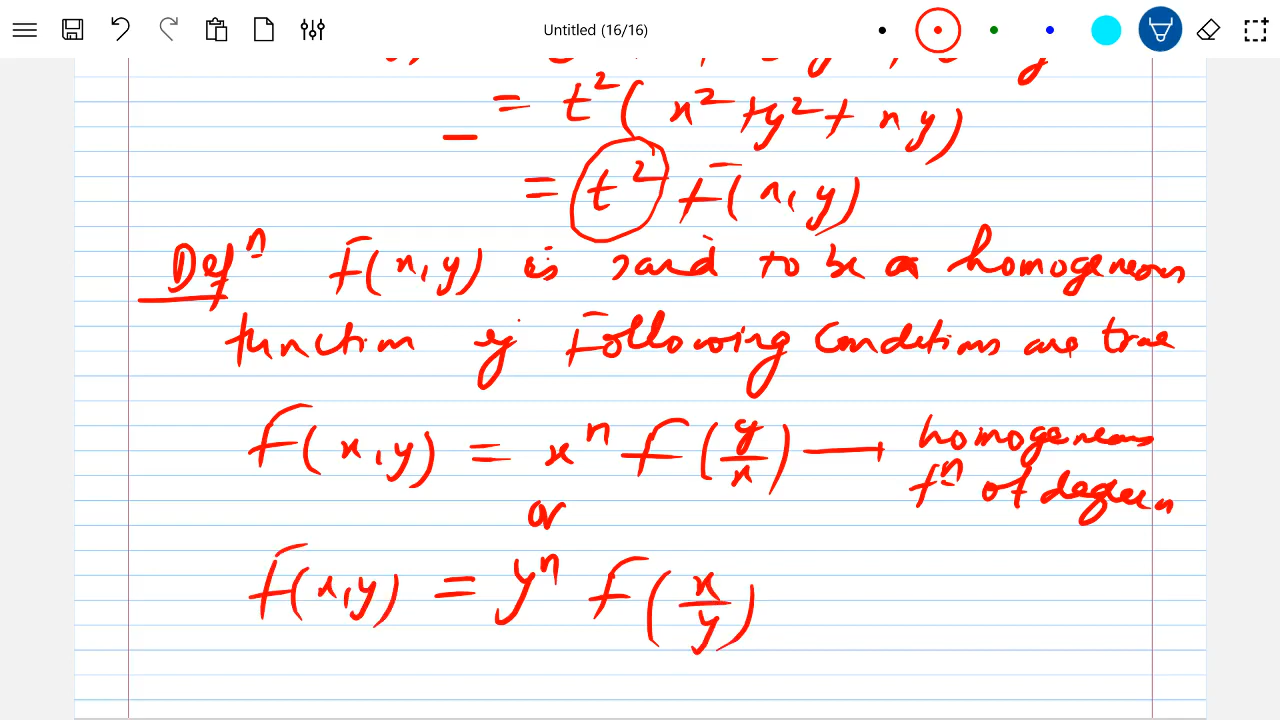 Untitled (16/16)
= t² ( x² + y² + xy )
= t² F(x,y)
Defⁿ F(x,y) is said to be a homogeneous
function if Following conditions are true
F(x,y) = xⁿ f(y/x) → homogeneous
fⁿ of degree n
or
F(x,y) = yⁿ f(x/y)